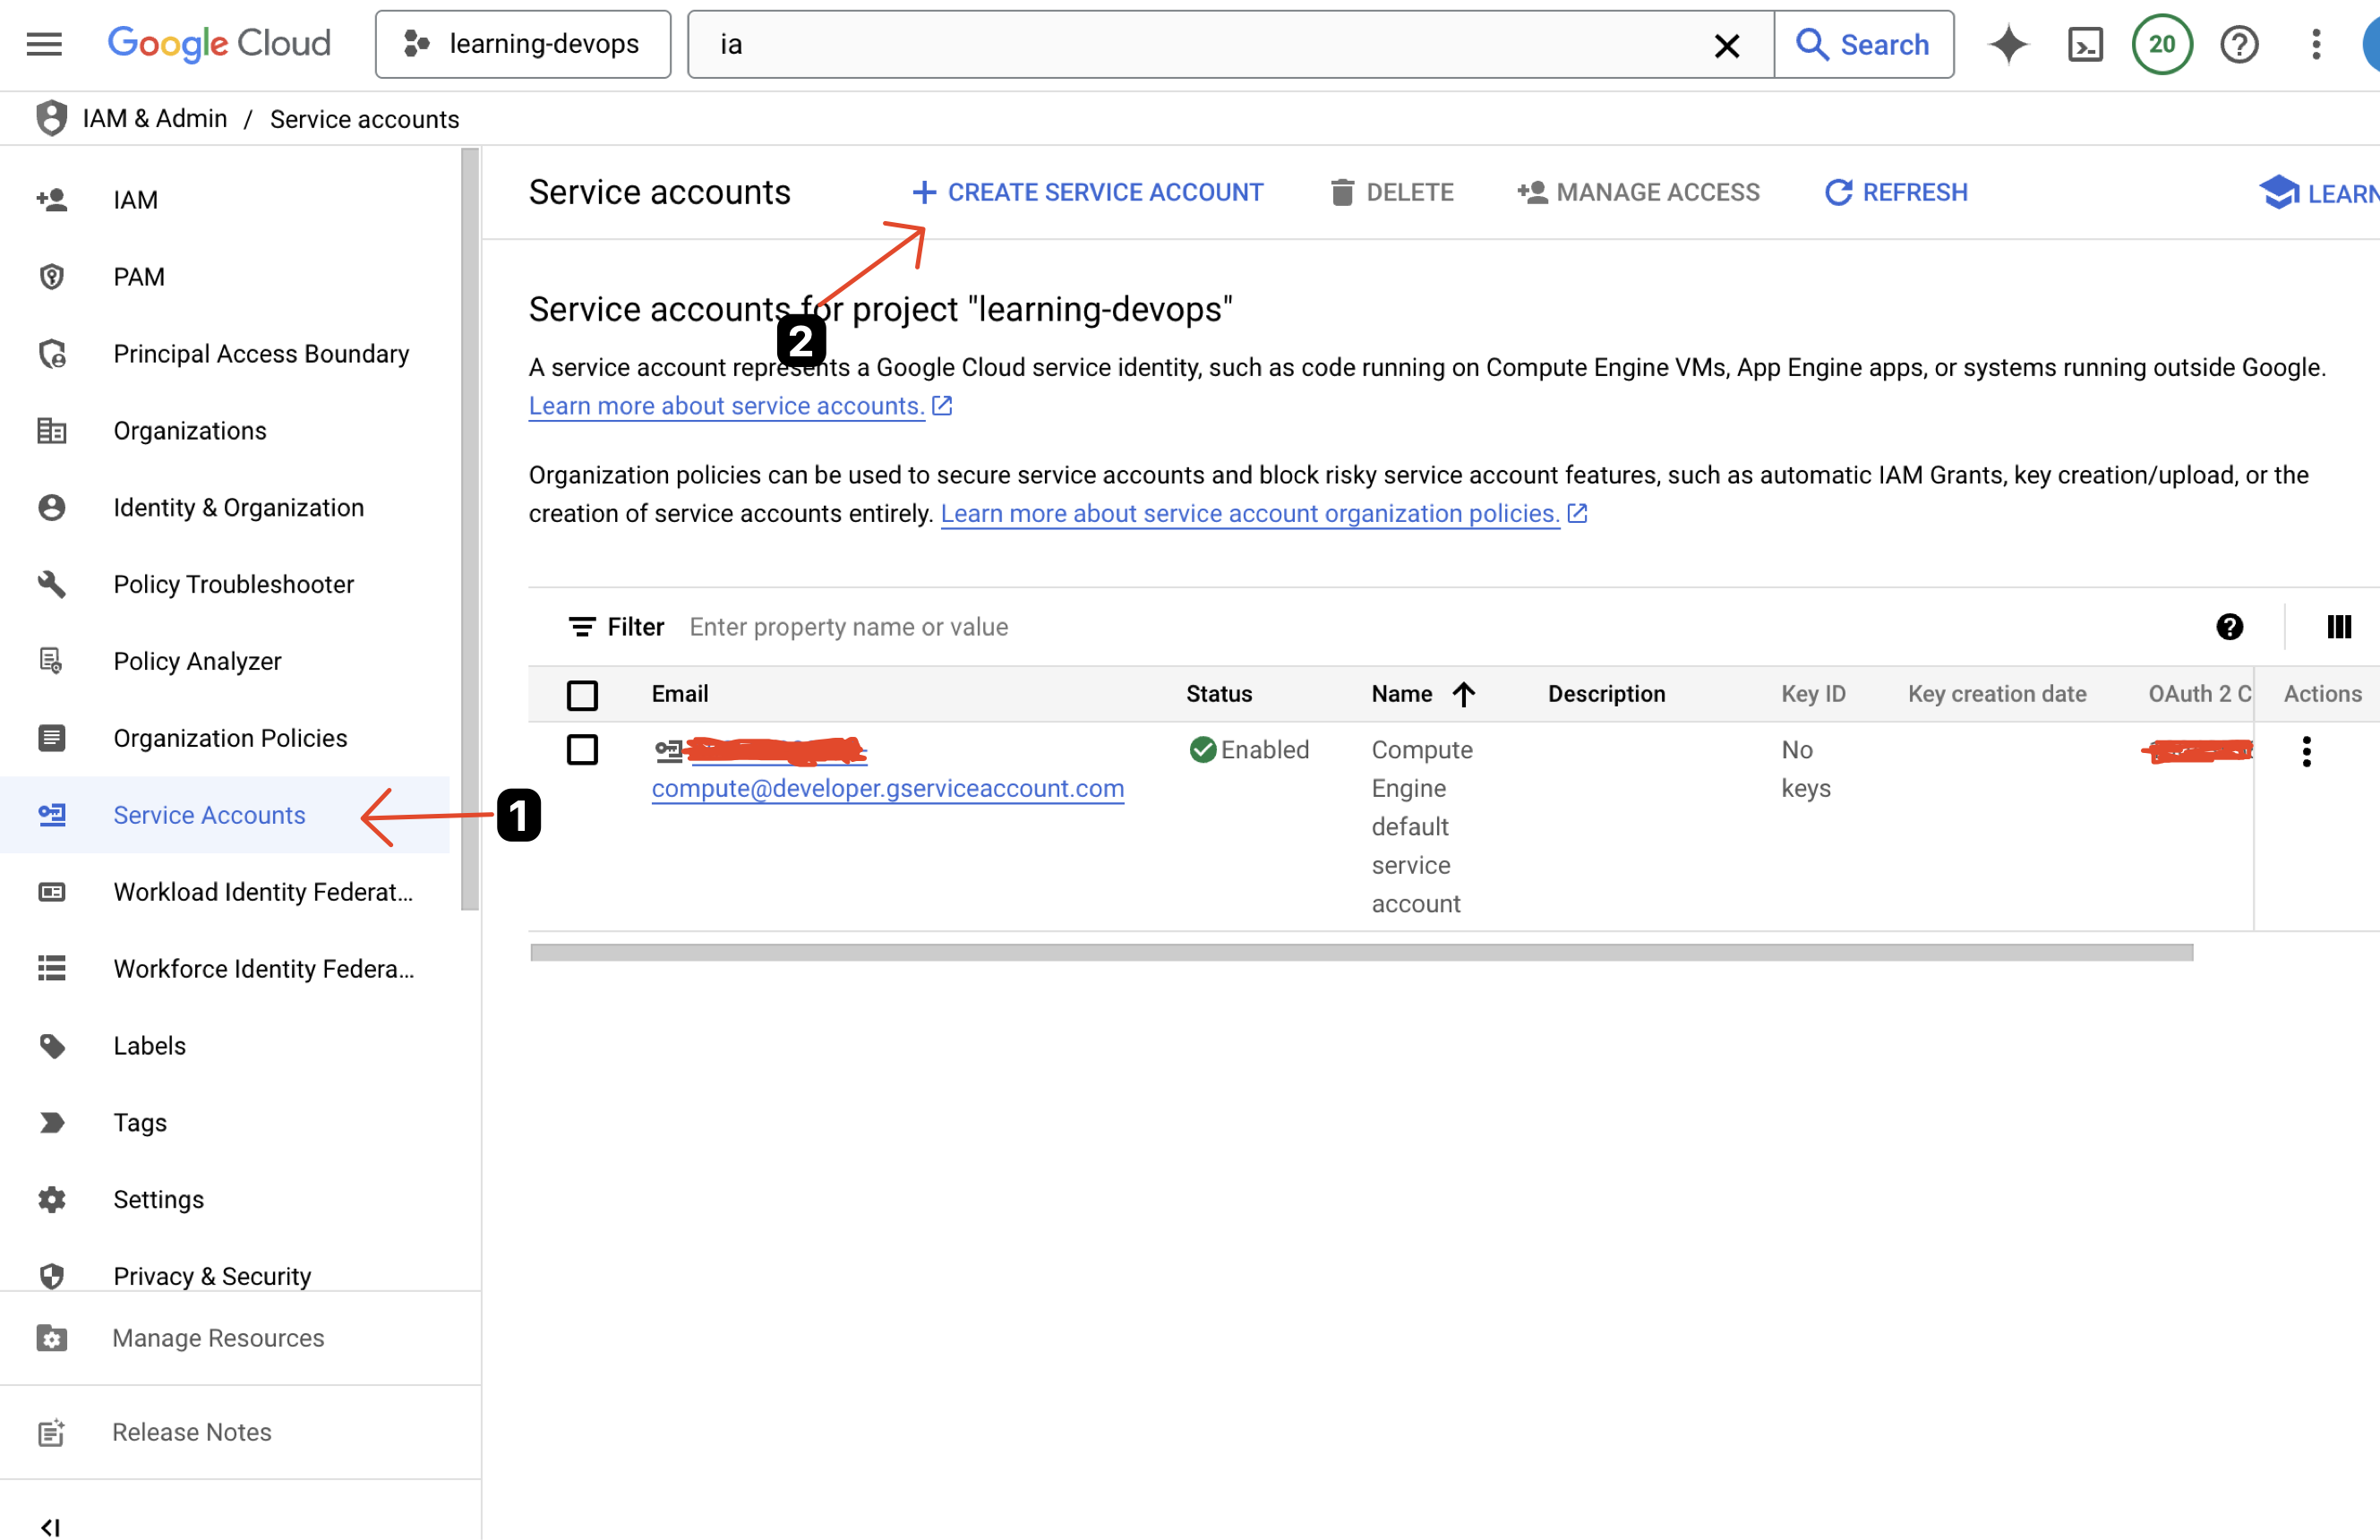 Google Cloud
learning-devops
ia
Search
20
IAM & Admin / Service accounts
IAM
PAM
Principal Access Boundary
Organizations
Identity & Organization
Policy Troubleshooter
Policy Analyzer
Organization Policies
Service Accounts
1
Workload Identity Federat...
Workforce Identity Federa...
Labels
Tags
Settings
Privacy & Security
Manage Resources
Release Notes
Service accounts
CREATE SERVICE ACCOUNT
DELETE
MANAGE ACCESS
REFRESH
LEARN
2
Service accounts for project "learning-devops"
A service account represents a Google Cloud service identity, such as code running on Compute Engine VMs, App Engine apps, or systems running outside Google.
Learn more about service accounts.
Organization policies can be used to secure service accounts and block risky service account features, such as automatic IAM Grants, key creation/upload, or the
creation of service accounts entirely. Learn more about service account organization policies.
Filter Enter property name or value
Email Status Name Description Key ID Key creation date OAuth 2 C Actions
Enabled Compute No
compute@developer.gserviceaccount.com Engine keys
default
service
account